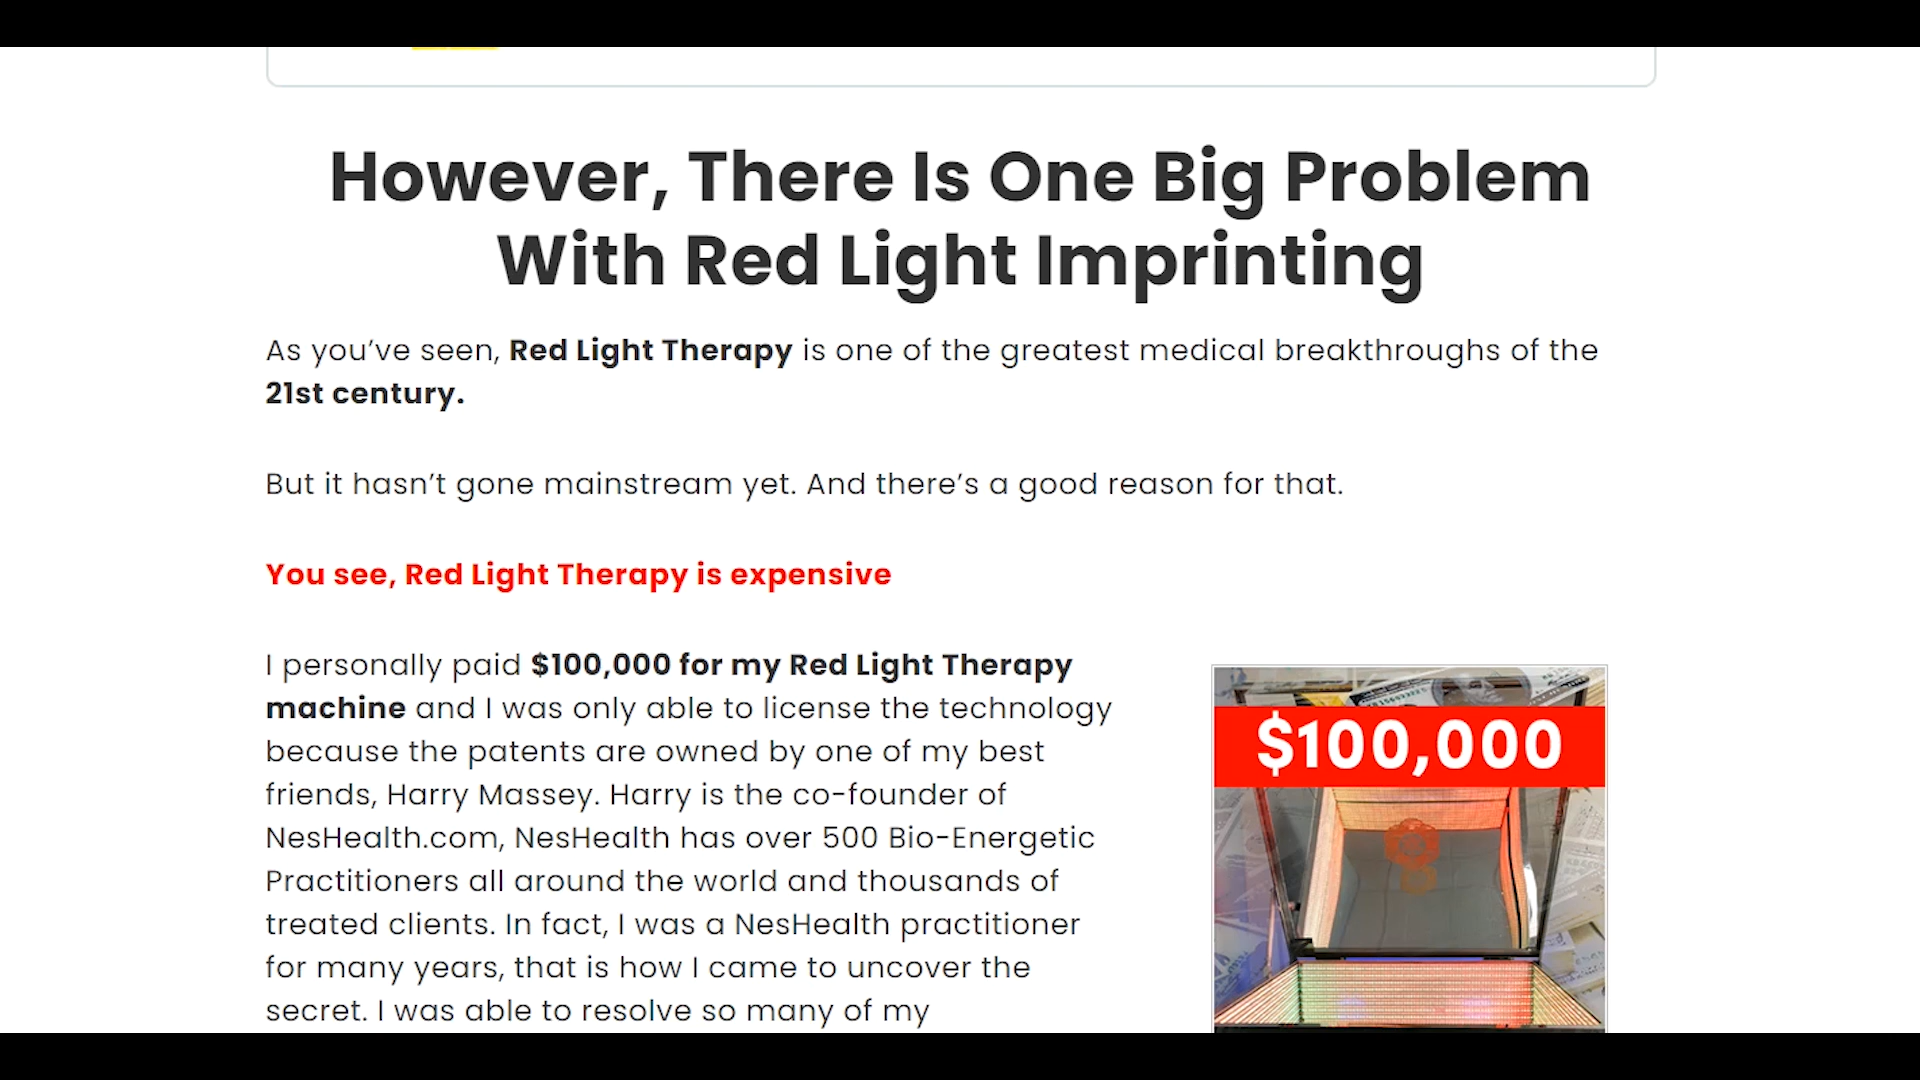 However, There Is One Big Problem
With Red Light Imprinting
As you’ve seen, Red Light Therapy is one of the greatest medical breakthroughs of the
21st century.
But it hasn’t gone mainstream yet. And there’s a good reason for that.
You see, Red Light Therapy is expensive
I personally paid $100,000 for my Red Light Therapy
machine and I was only able to license the technology
because the patents are owned by one of my best
friends, Harry Massey. Harry is the co-founder of
NesHealth.com, NesHealth has over 500 Bio-Energetic
Practitioners all around the world and thousands of
treated clients. In fact, I was a NesHealth practitioner
for many years, that is how I came to uncover the
secret. I was able to resolve so many of my
$100,000